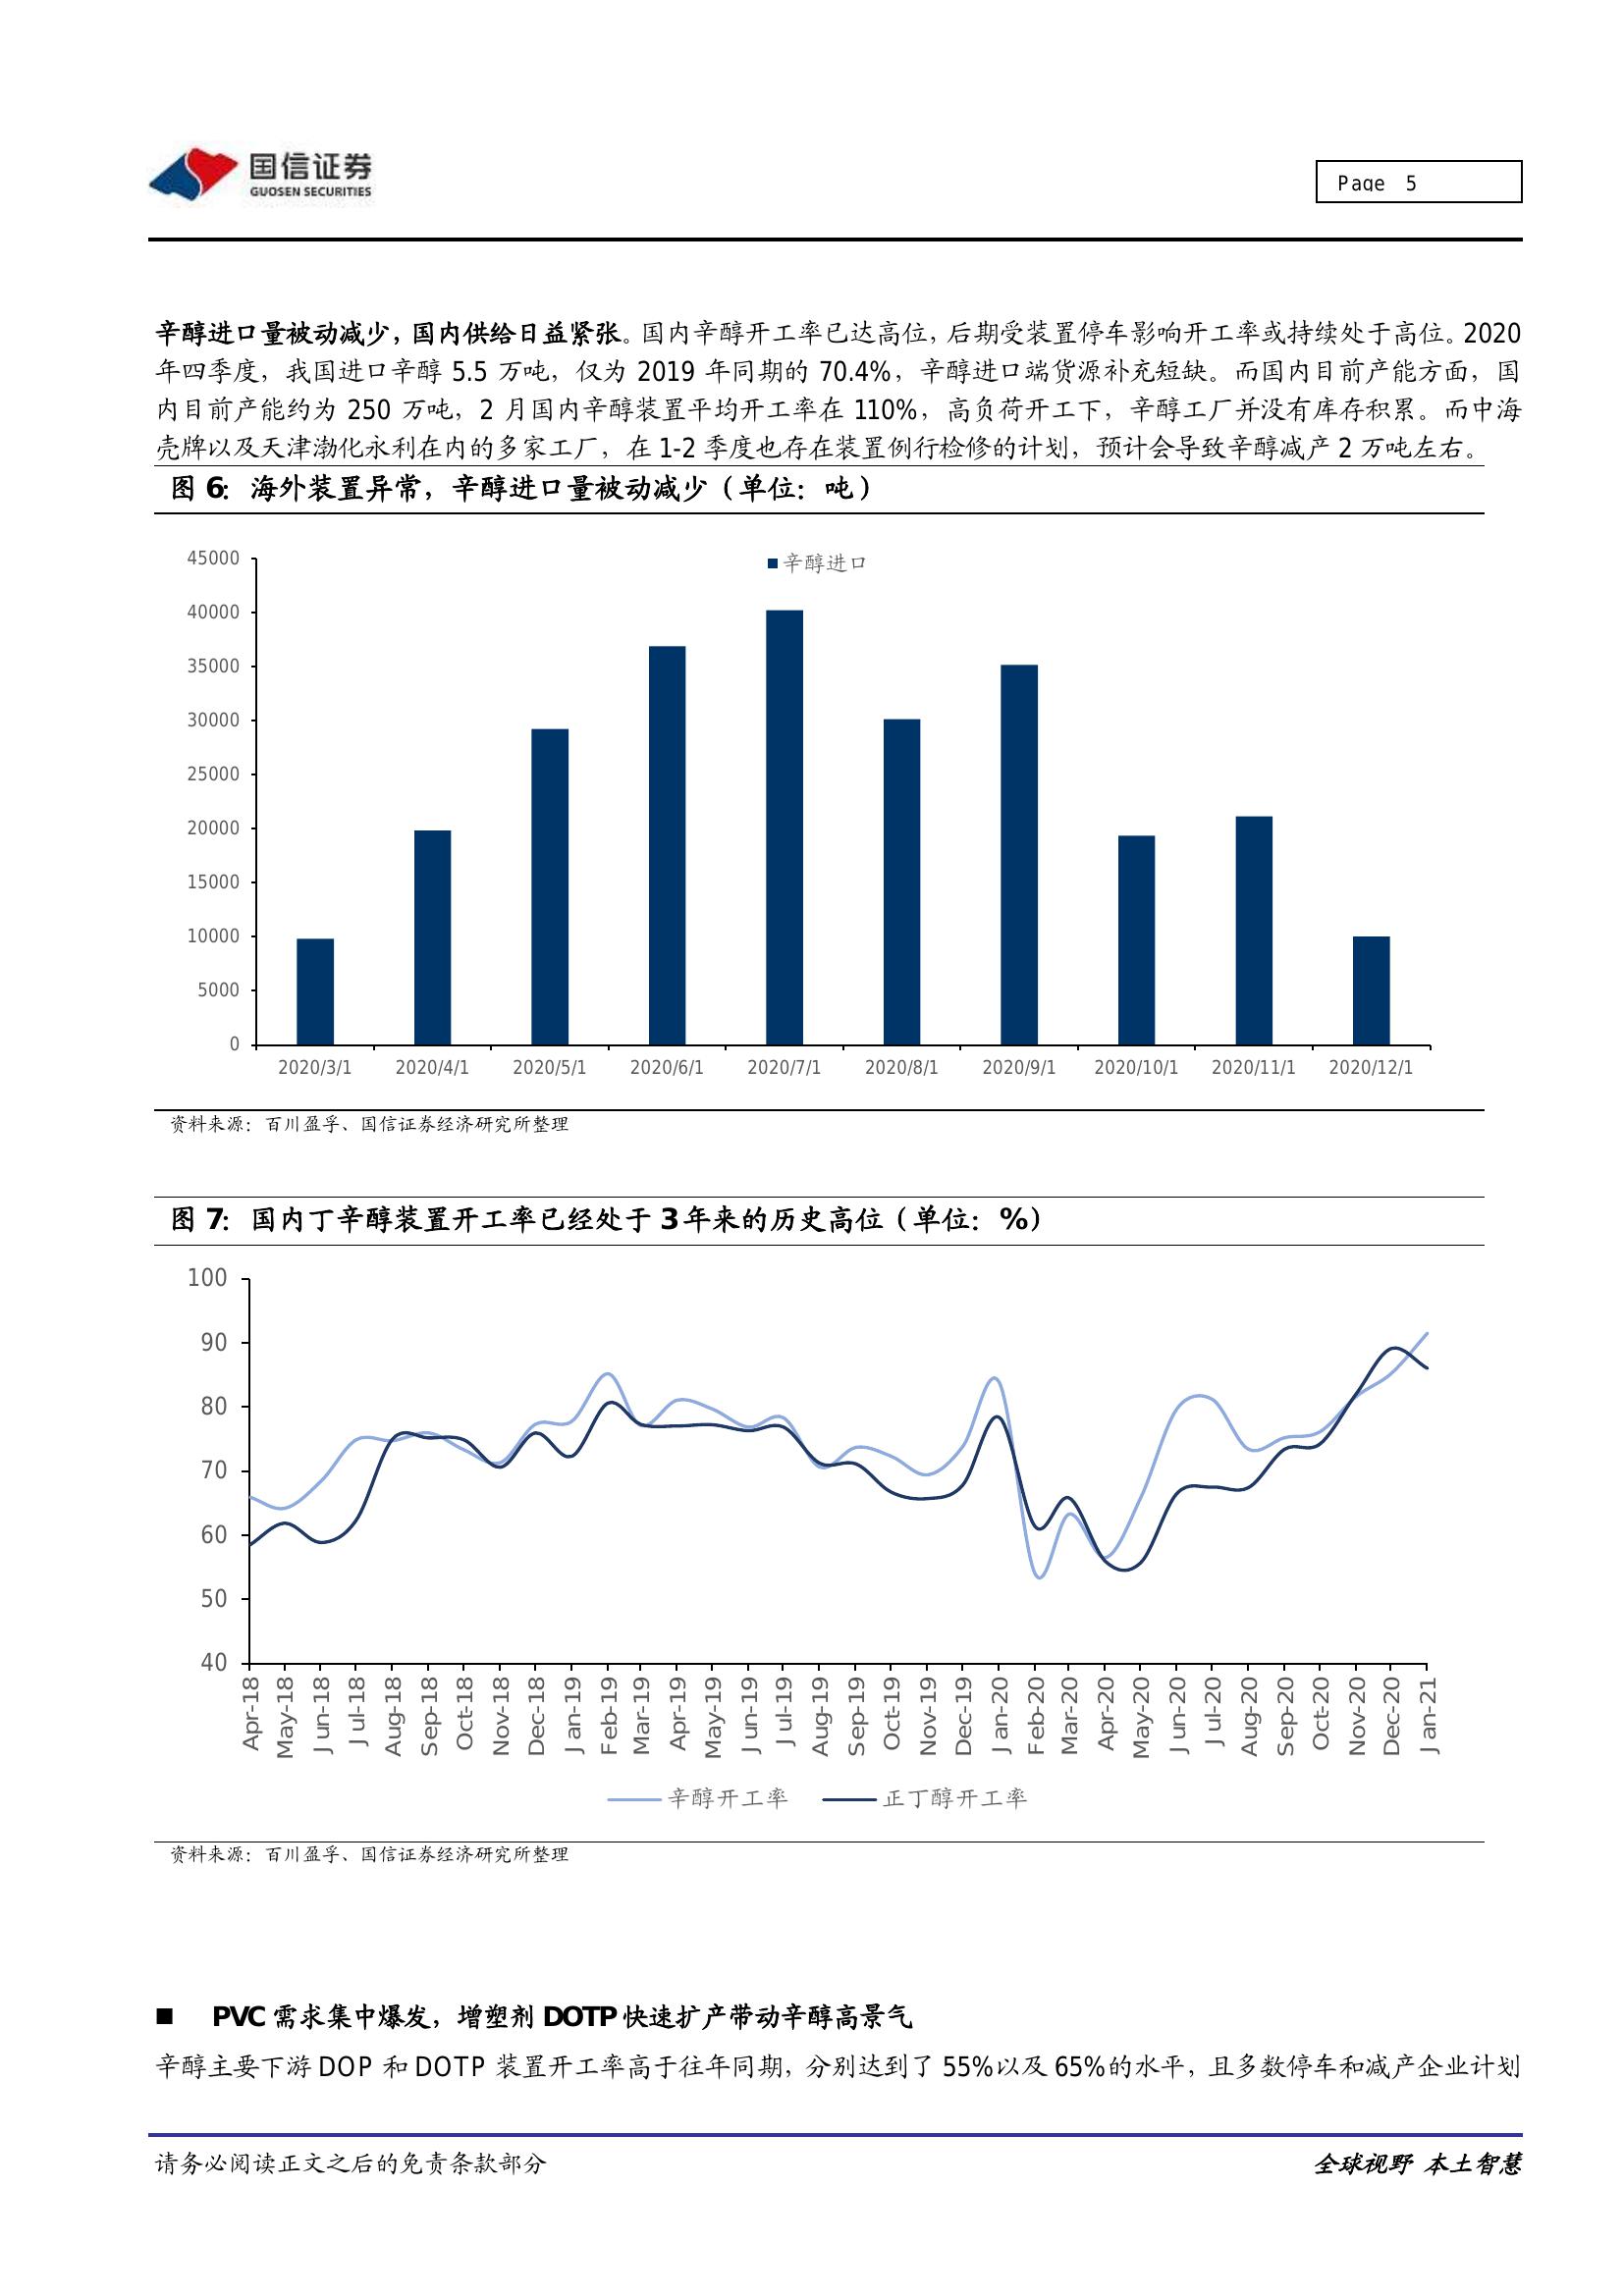 国信证券
GUOSEN SECURITIES
Page 5
辛醇进口量被动减少，国内供给日益紧张。国内辛醇开工率已达高位，后期受装置停车影响开工率或持续处于高位。2020
年四季度，我国进口辛醇 5.5 万吨，仅为 2019 年同期的 70.4%，辛醇进口端货源补充短缺。而国内目前产能方面，国
内目前产能约为 250 万吨，2 月国内辛醇装置平均开工率在 110%，高负荷开工下，辛醇工厂并没有库存积累。而中海
壳牌以及天津渤化永利在内的多家工厂，在 1-2 季度也存在装置例行检修的计划，预计会导致辛醇减产 2 万吨左右。
图 6：海外装置异常，辛醇进口量被动减少（单位：吨）
辛醇进口
45000
40000
35000
30000
25000
20000
15000
10000
5000
0
2020/3/1 2020/4/1 2020/5/1 2020/6/1 2020/7/1 2020/8/1 2020/9/1 2020/10/1 2020/11/1 2020/12/1
资料来源：百川盈孚、国信证券经济研究所整理
图 7：国内丁辛醇装置开工率已经处于 3 年来的历史高位（单位：%）
100
90
80
70
60
50
40
Apr-18 May-18 Jun-18 Jul-18 Aug-18 Sep-18 Oct-18 Nov-18 Dec-18 Jan-19 Feb-19 Mar-19 Apr-19 May-19 Jun-19 Jul-19 Aug-19 Sep-19 Oct-19 Nov-19 Dec-19 Jan-20 Feb-20 Mar-20 Apr-20 May-20 Jun-20 Jul-20 Aug-20 Sep-20 Oct-20 Nov-20 Dec-20 Jan-21
辛醇开工率 正丁醇开工率
资料来源：百川盈孚、国信证券经济研究所整理
■ PVC 需求集中爆发，增塑剂 DOTP 快速扩产带动辛醇高景气
辛醇主要下游 DOP 和 DOTP 装置开工率高于往年同期，分别达到了 55%以及 65%的水平，且多数停车和减产企业计划
请务必阅读正文之后的免责条款部分 全球视野 本土智慧